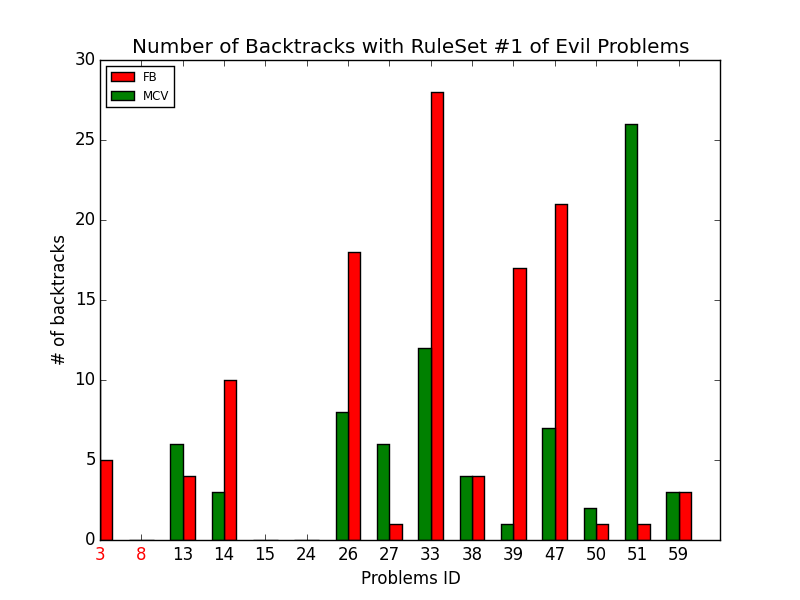 Number of Backtracks with RuleSet #1 of Evil Problems
FB
MCV
30
25
20
15
10
5
0
# of backtracks
3 8 13 14 15 24 26 27 33 38 39 47 50 51 59
Problems ID